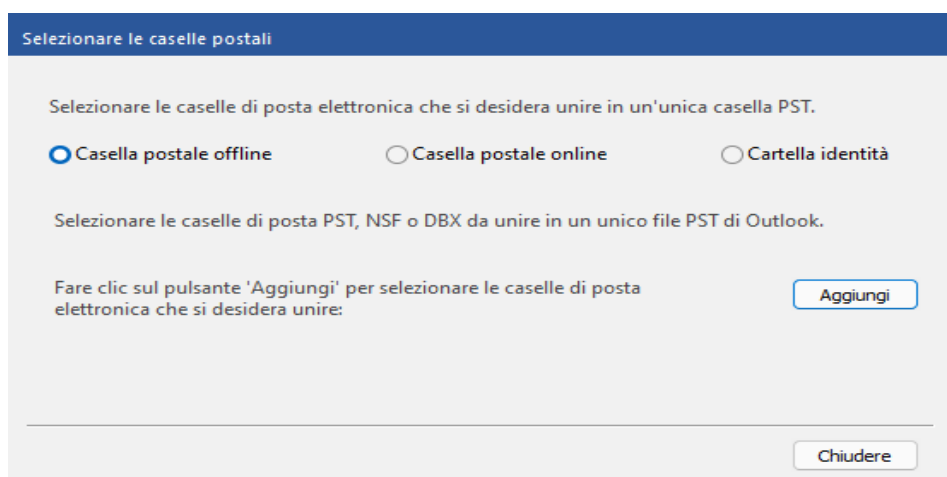 Selezionare le caselle postali
Selezionare le caselle di posta elettronica che si desidera unire in un'unica casella PST.
Casella postale offline Casella postale online Cartella identità
Selezionare le caselle di posta PST, NSF o DBX da unire in un unico file PST di Outlook.
Fare clic sul pulsante 'Aggiungi' per selezionare le caselle di posta
elettronica che si desidera unire:
Aggiungi
Chiudere